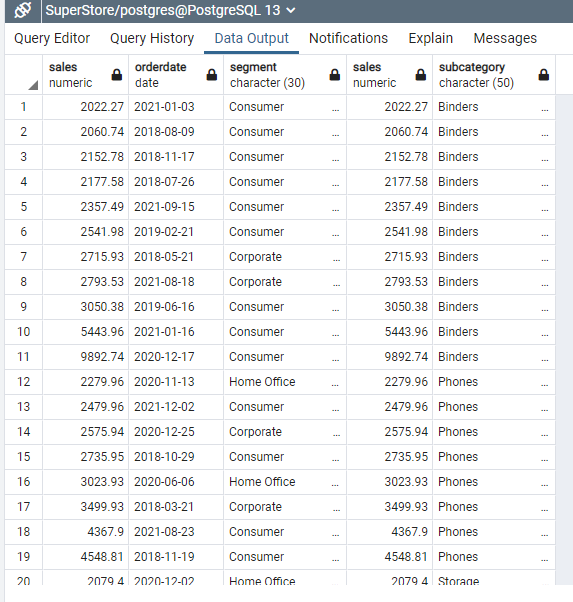 SuperStore/postgres@PostgreSQL 13
Query Editor Query History Data Output Notifications Explain Messages
sales orderdate segment sales subcategory
numeric date character (30) numeric character (50)
1 2022.27 2021-01-03 Consumer ... 2022.27 Binders ...
2 2060.74 2018-08-09 Consumer ... 2060.74 Binders ...
3 2152.78 2018-11-17 Consumer ... 2152.78 Binders ...
4 2177.58 2018-07-26 Consumer ... 2177.58 Binders ...
5 2357.49 2021-09-15 Consumer ... 2357.49 Binders ...
6 2541.98 2019-02-21 Consumer ... 2541.98 Binders ...
7 2715.93 2018-05-21 Corporate ... 2715.93 Binders ...
8 2793.53 2021-08-18 Corporate ... 2793.53 Binders ...
9 3050.38 2019-06-16 Consumer ... 3050.38 Binders ...
10 5443.96 2021-01-16 Consumer ... 5443.96 Binders ...
11 9892.74 2020-12-17 Consumer ... 9892.74 Binders ...
12 2279.96 2020-11-13 Home Office ... 2279.96 Phones ...
13 2479.96 2021-12-02 Consumer ... 2479.96 Phones ...
14 2575.94 2020-12-25 Corporate ... 2575.94 Phones ...
15 2735.95 2018-10-29 Consumer ... 2735.95 Phones ...
16 3023.93 2020-06-06 Home Office ... 3023.93 Phones ...
17 3499.93 2018-03-21 Corporate ... 3499.93 Phones ...
18 4367.9 2021-08-23 Consumer ... 4367.9 Phones ...
19 4548.81 2018-11-19 Consumer ... 4548.81 Phones ...
20 2079.4 2020-12-02 Home Office ... 2079.4 Storage ...